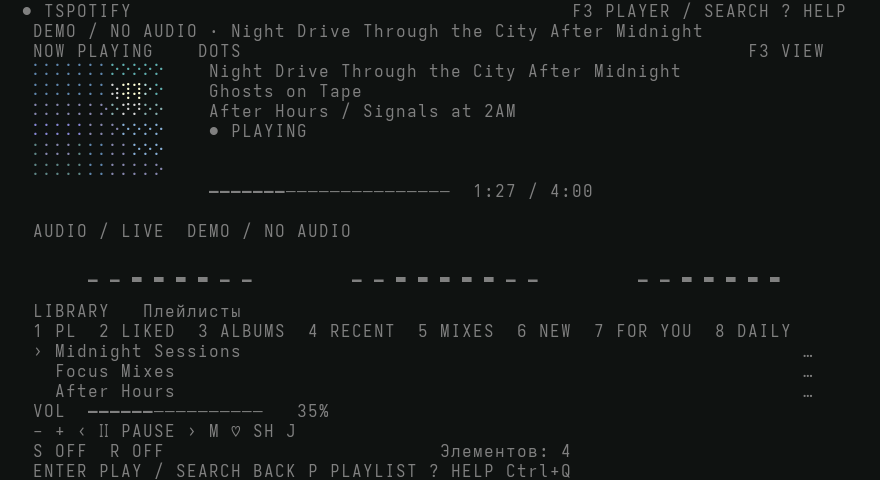 ● TSPOTIFY F3 PLAYER / SEARCH ? HELP
DEMO / NO AUDIO · Night Drive Through the City After Midnight
NOW PLAYING DOTS F3 VIEW
Night Drive Through the City After Midnight
Ghosts on Tape
After Hours / Signals at 2AM
● PLAYING
1:27 / 4:00
AUDIO / LIVE DEMO / NO AUDIO
LIBRARY Плейлисты
1 PL 2 LIKED 3 ALBUMS 4 RECENT 5 MIXES 6 NEW 7 FOR YOU 8 DAILY
› Midnight Sessions …
Focus Mixes …
After Hours …
VOL 35%
− + ‹ II PAUSE › M ♡ SH J
S OFF R OFF Элементов: 4
ENTER PLAY / SEARCH BACK P PLAYLIST ? HELP Ctrl+Q